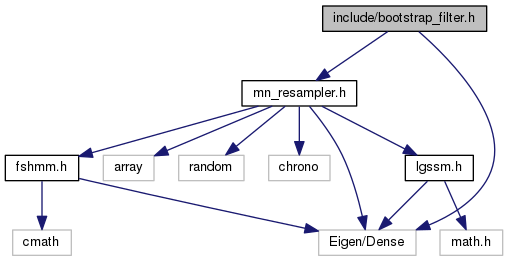 include/bootstrap_filter.h
mn_resampler.h
fshmm.h
array
random
chrono
lgssm.h
cmath
Eigen/Dense
math.h